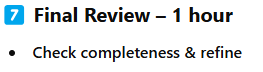 7 Final Review – 1 hour
• Check completeness & refine